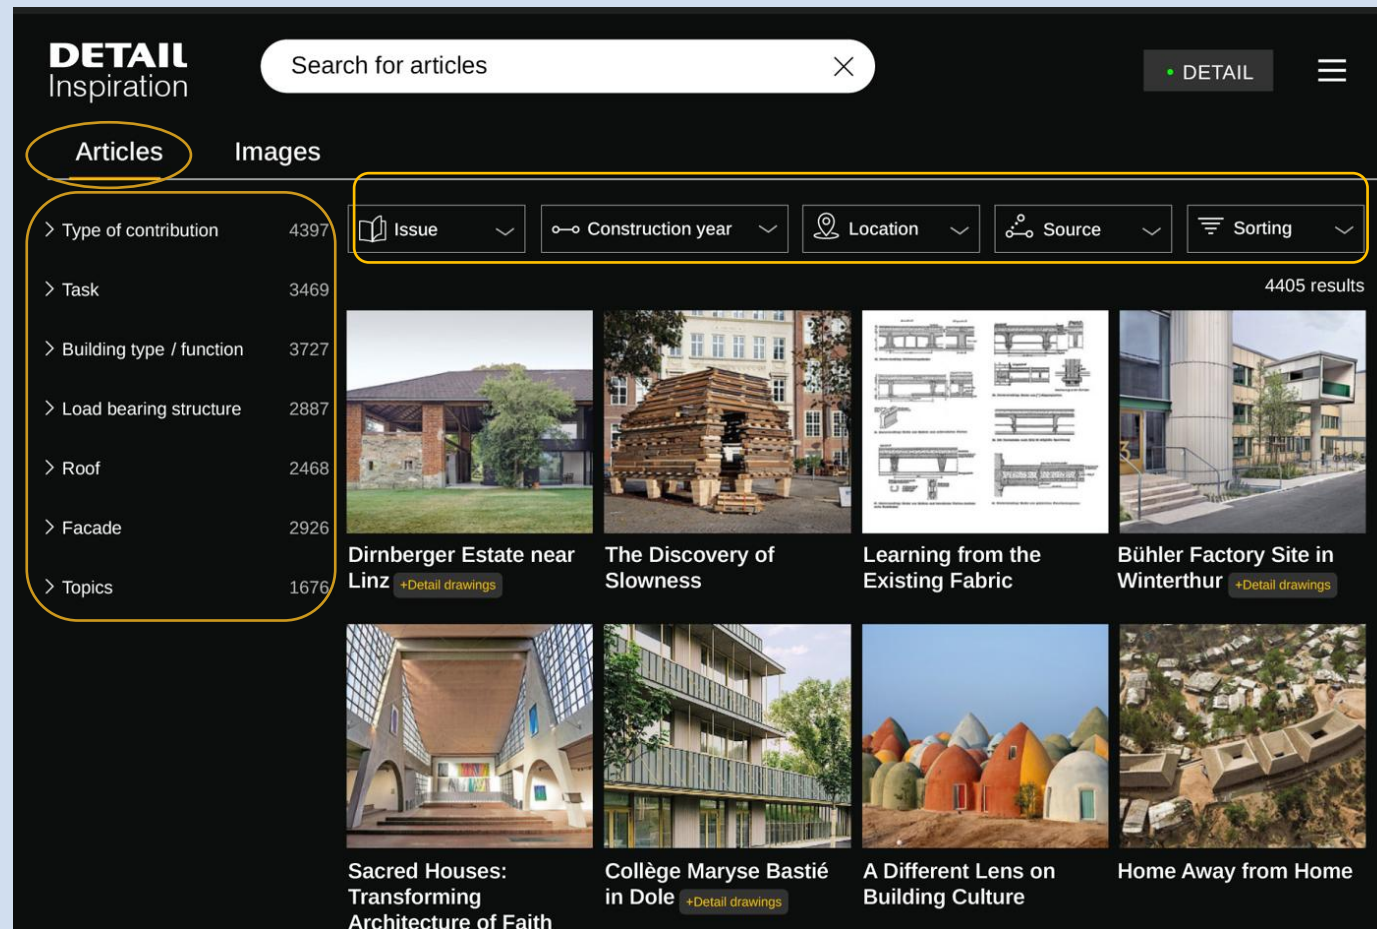 DETAIL
Inspiration
Search for articles
DETAIL
Articles
Images
Type of contribution 4397
Task 3469
Building type / function 3727
Load bearing structure 2887
Roof 2468
Facade 2926
Topics 1676
Issue
Construction year
Location
Source
Sorting
4405 results
Dirnberger Estate near
Linz +Detail drawings
The Discovery of
Slowness
Learning from the
Existing Fabric
Bühler Factory Site in
Winterthur +Detail drawings
Sacred Houses:
Transforming
Architecture of Faith
Collège Maryse Bastié
in Dole +Detail drawings
A Different Lens on
Building Culture
Home Away from Home